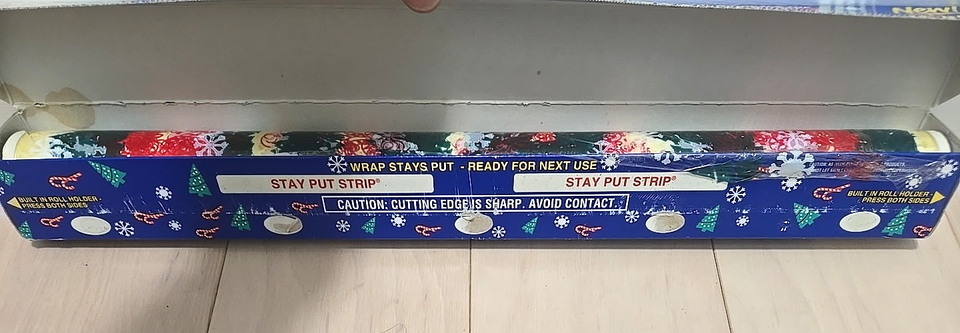 New!
WRAP STAYS PUT - READY FOR NEXT USE
STAY PUT STRIP®
STAY PUT STRIP®
BUILT IN ROLL HOLDER -
PRESS BOTH SIDES
CAUTION: CUTTING EDGE IS SHARP. AVOID CONTACT.
BUILT IN ROLL HOLDER -
PRESS BOTH SIDES